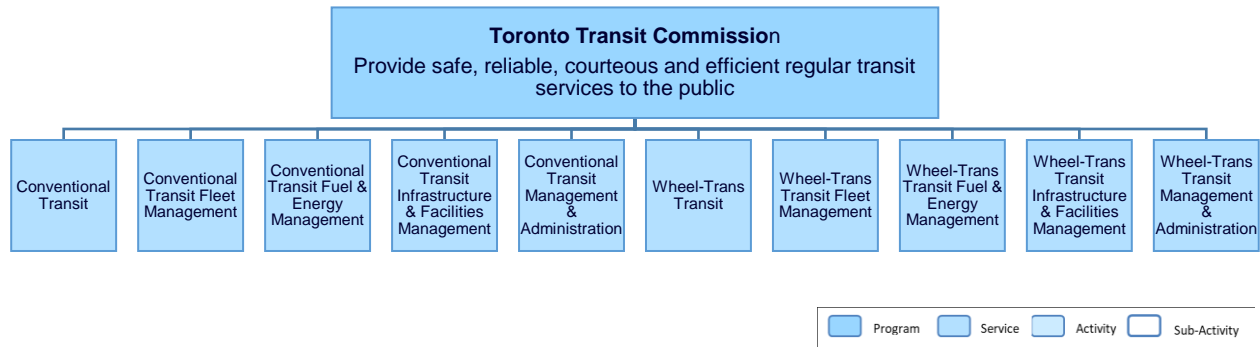 Toronto Transit Commission
Provide safe, reliable, courteous and efficient regular transit
services to the public
Conventional
Transit
Conventional
Transit Fleet
Management
Conventional
Transit Fuel &
Energy
Management
Conventional
Transit
Infrastructure
& Facilities
Management
Conventional
Transit
Management
&
Administration
Wheel-Trans
Transit
Wheel-Trans
Transit Fleet
Management
Wheel-Trans
Transit Fuel &
Energy
Management
Wheel-Trans
Transit
Infrastructure
& Facilities
Management
Wheel-Trans
Transit
Management
&
Administration
Program Service Activity Sub-Activity